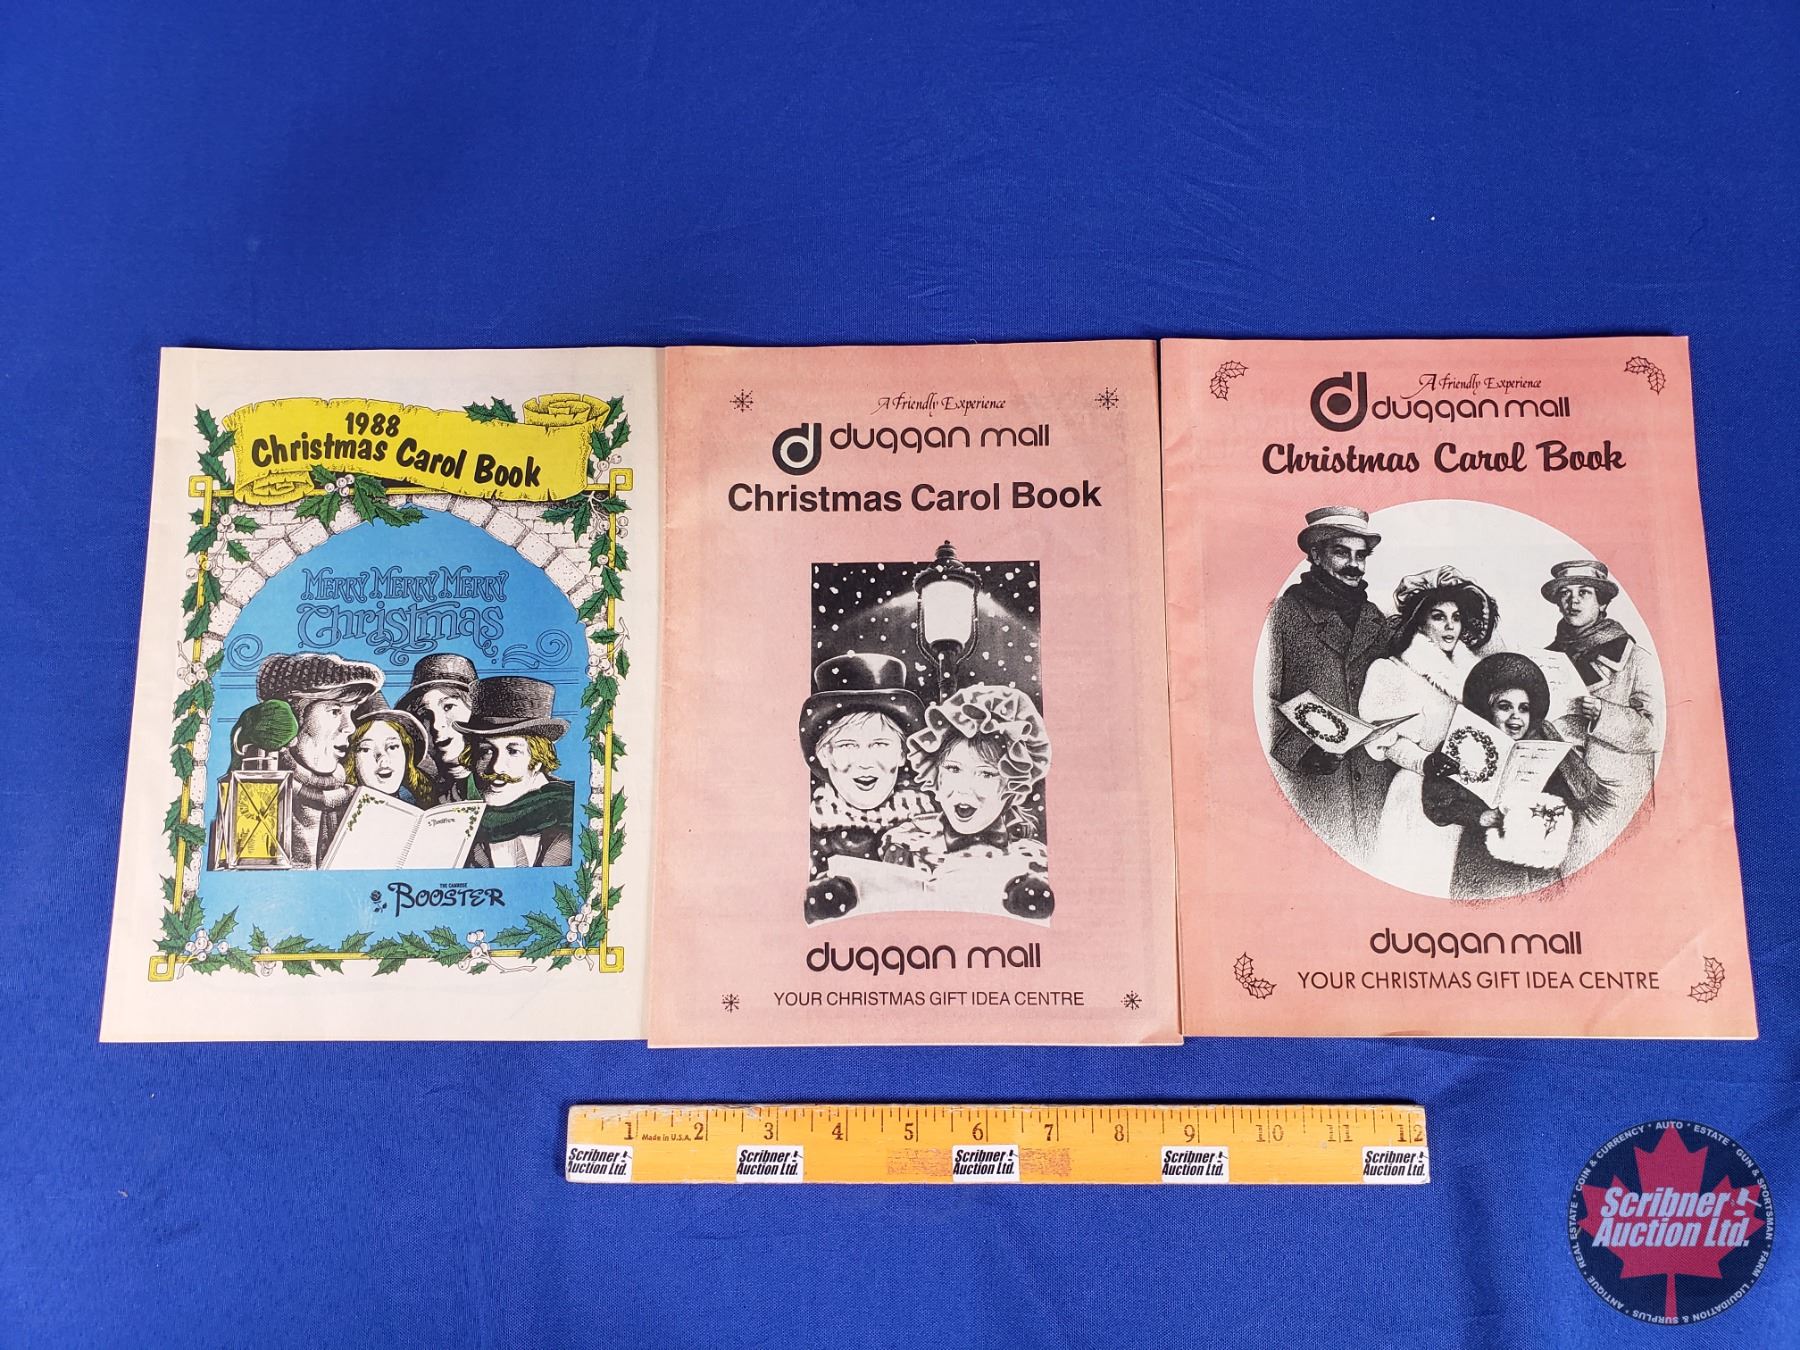 1988
Christmas Carol Book
MERRY MERRY MERRY
Christmas
THE CAMROSE
BOOSTER
A Friendly Experience
duggan mall
Christmas Carol Book
duggan mall
YOUR CHRISTMAS GIFT IDEA CENTRE
A Friendly Experience
duggan mall
Christmas Carol Book
duggan mall
YOUR CHRISTMAS GIFT IDEA CENTRE
1 Made in U.S.A. 2 3 4 5 6 7 8 9 10 11 12
Scribner Auction Ltd.
Scribner Auction Ltd.
Scribner Auction Ltd.
Scribner Auction Ltd.
Scribner Auction Ltd.
COIN & CURRENCY * AUTO * ESTATE * GUN & SPORTSMAN * FARM * LIQUIDATION & SURPLUS * ANTIQUE * REAL ESTATE *
Scribner
Auction Ltd.